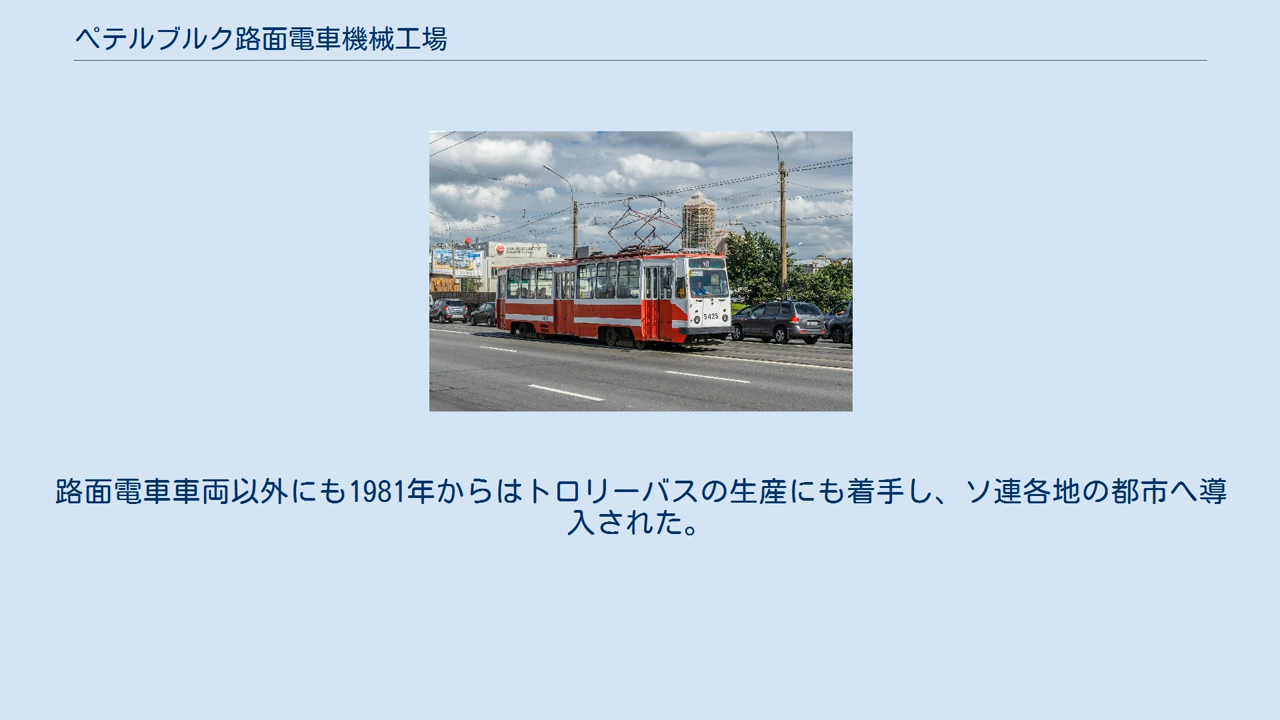 ペテルブルク路面電車機械工場
5425
路面電車車両以外にも1981年からはトロリーバスの生産にも着手し、ソ連各地の都市へ導
入された。